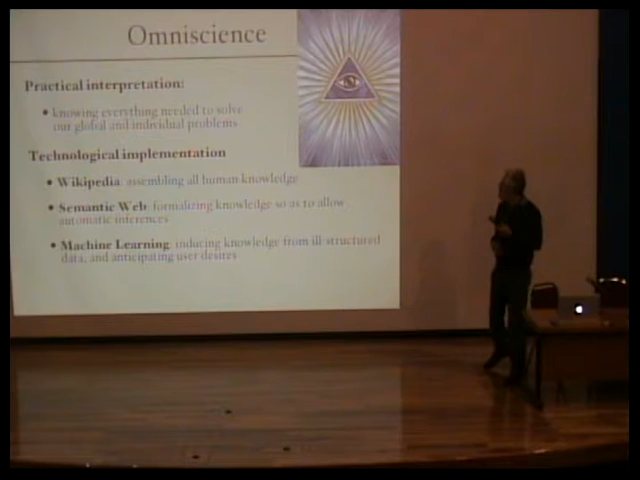 Omniscience
Practical interpretation:
• knowing everything needed to solve
our global and individual problems
Technological implementation
• Wikipedia: assembling all human knowledge
• Semantic Web: formalizing knowledge so as to allow
automatic inferences
• Machine Learning: inducing knowledge from ill-structured
data, and anticipating user desires